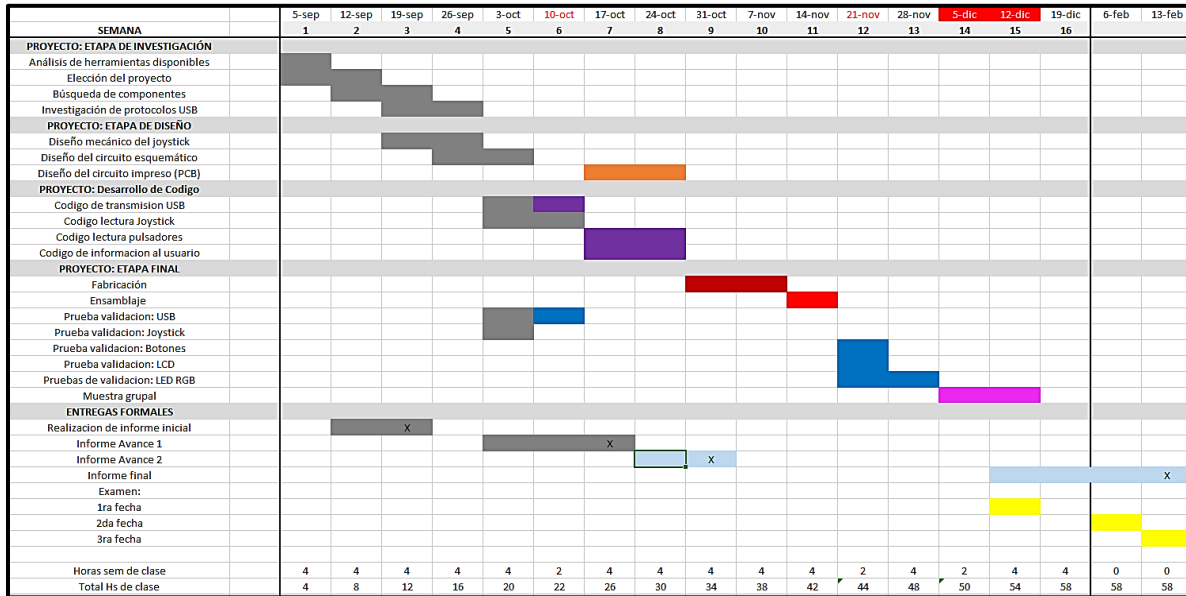 5-sep 12-sep 19-sep 26-sep 3-oct 10-oct 17-oct 24-oct 31-oct 7-nov 14-nov 21-nov 28-nov 5-dic 12-dic 19-dic 6-feb 13-feb
SEMANA 1 2 3 4 5 6 7 8 9 10 11 12 13 14 15 16
PROYECTO: ETAPA DE INVESTIGACIÓN
Análisis de herramientas disponibles
Elección del proyecto
Búsqueda de componentes
Investigación de protocolos USB
PROYECTO: ETAPA DE DISEÑO
Diseño mecánico del joystick
Diseño del circuito esquemático
Diseño del circuito impreso (PCB)
PROYECTO: Desarrollo de Codigo
Codigo de transmision USB
Codigo lectura Joystick
Codigo lectura pulsadores
Codigo de informacion al usuario
PROYECTO: ETAPA FINAL
Fabricación
Ensamblaje
Prueba validacion: USB
Prueba validacion: Joystick
Prueba validacion: Botones
Prueba validacion: LCD
Pruebas de validacion: LED RGB
Muestra grupal
ENTREGAS FORMALES
Realizacion de informe inicial X
Informe Avance 1 X
Informe Avance 2 X
Informe final X
Examen:
1ra fecha
2da fecha
3ra fecha
Horas sem de clase 4 4 4 4 4 2 4 4 4 4 4 2 4 2 4 4 0 0
Total Hs de clase 4 8 12 16 20 22 26 30 34 38 42 44 48 50 54 58 58 58